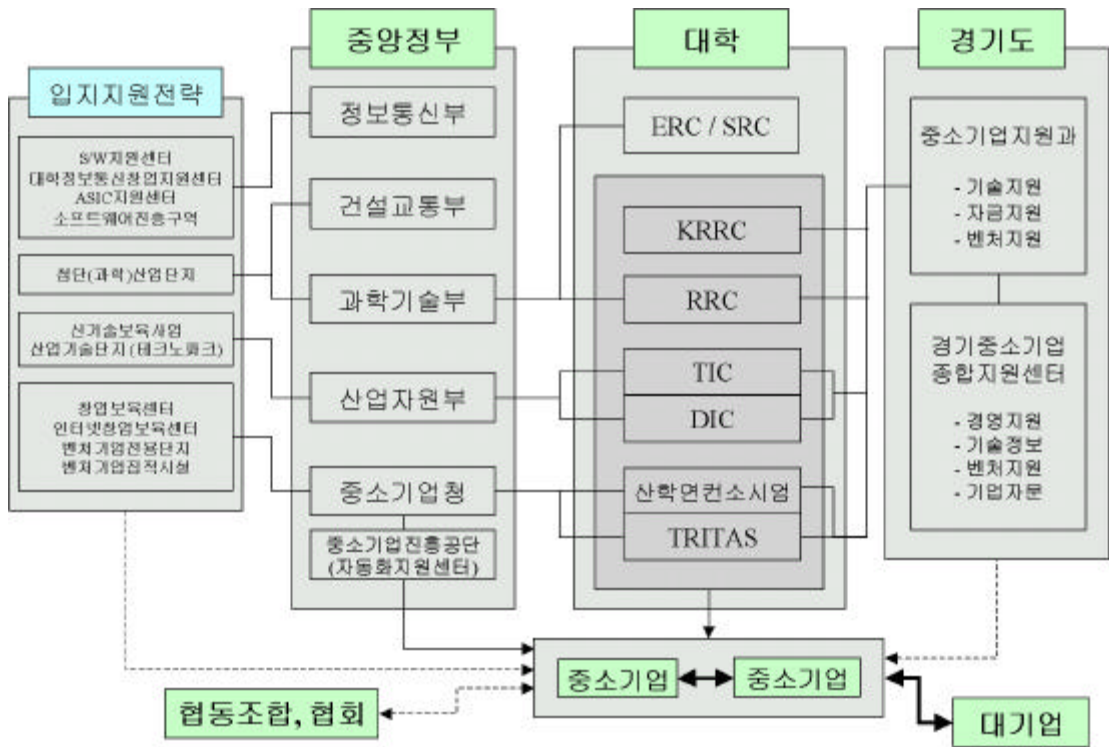 입지지원전략
S/W지원센터
대학정보통신창업지원센터
ASIC지원센터
소프트웨어진흥구역
첨단(과학)산업단지
신기술보육사업
산업기술단지(테크노파크)
창업보육센터
인터넷창업보육센터
벤처기업전용단지
벤처기업집적시설
중앙정부
정보통신부
건설교통부
과학기술부
산업자원부
중소기업청
중소기업진흥공단
(자동화지원센터)
대학
ERC / SRC
KRRC
RRC
TIC
DIC
산학연컨소시엄
TRITAS
경기도
중소기업지원과
- 기술지원
- 자금지원
- 벤처지원
경기중소기업
종합지원센터
- 경영지원
- 기술정보
- 벤처지원
- 기업자문
중소기업
중소기업
협동조합, 협회
대기업